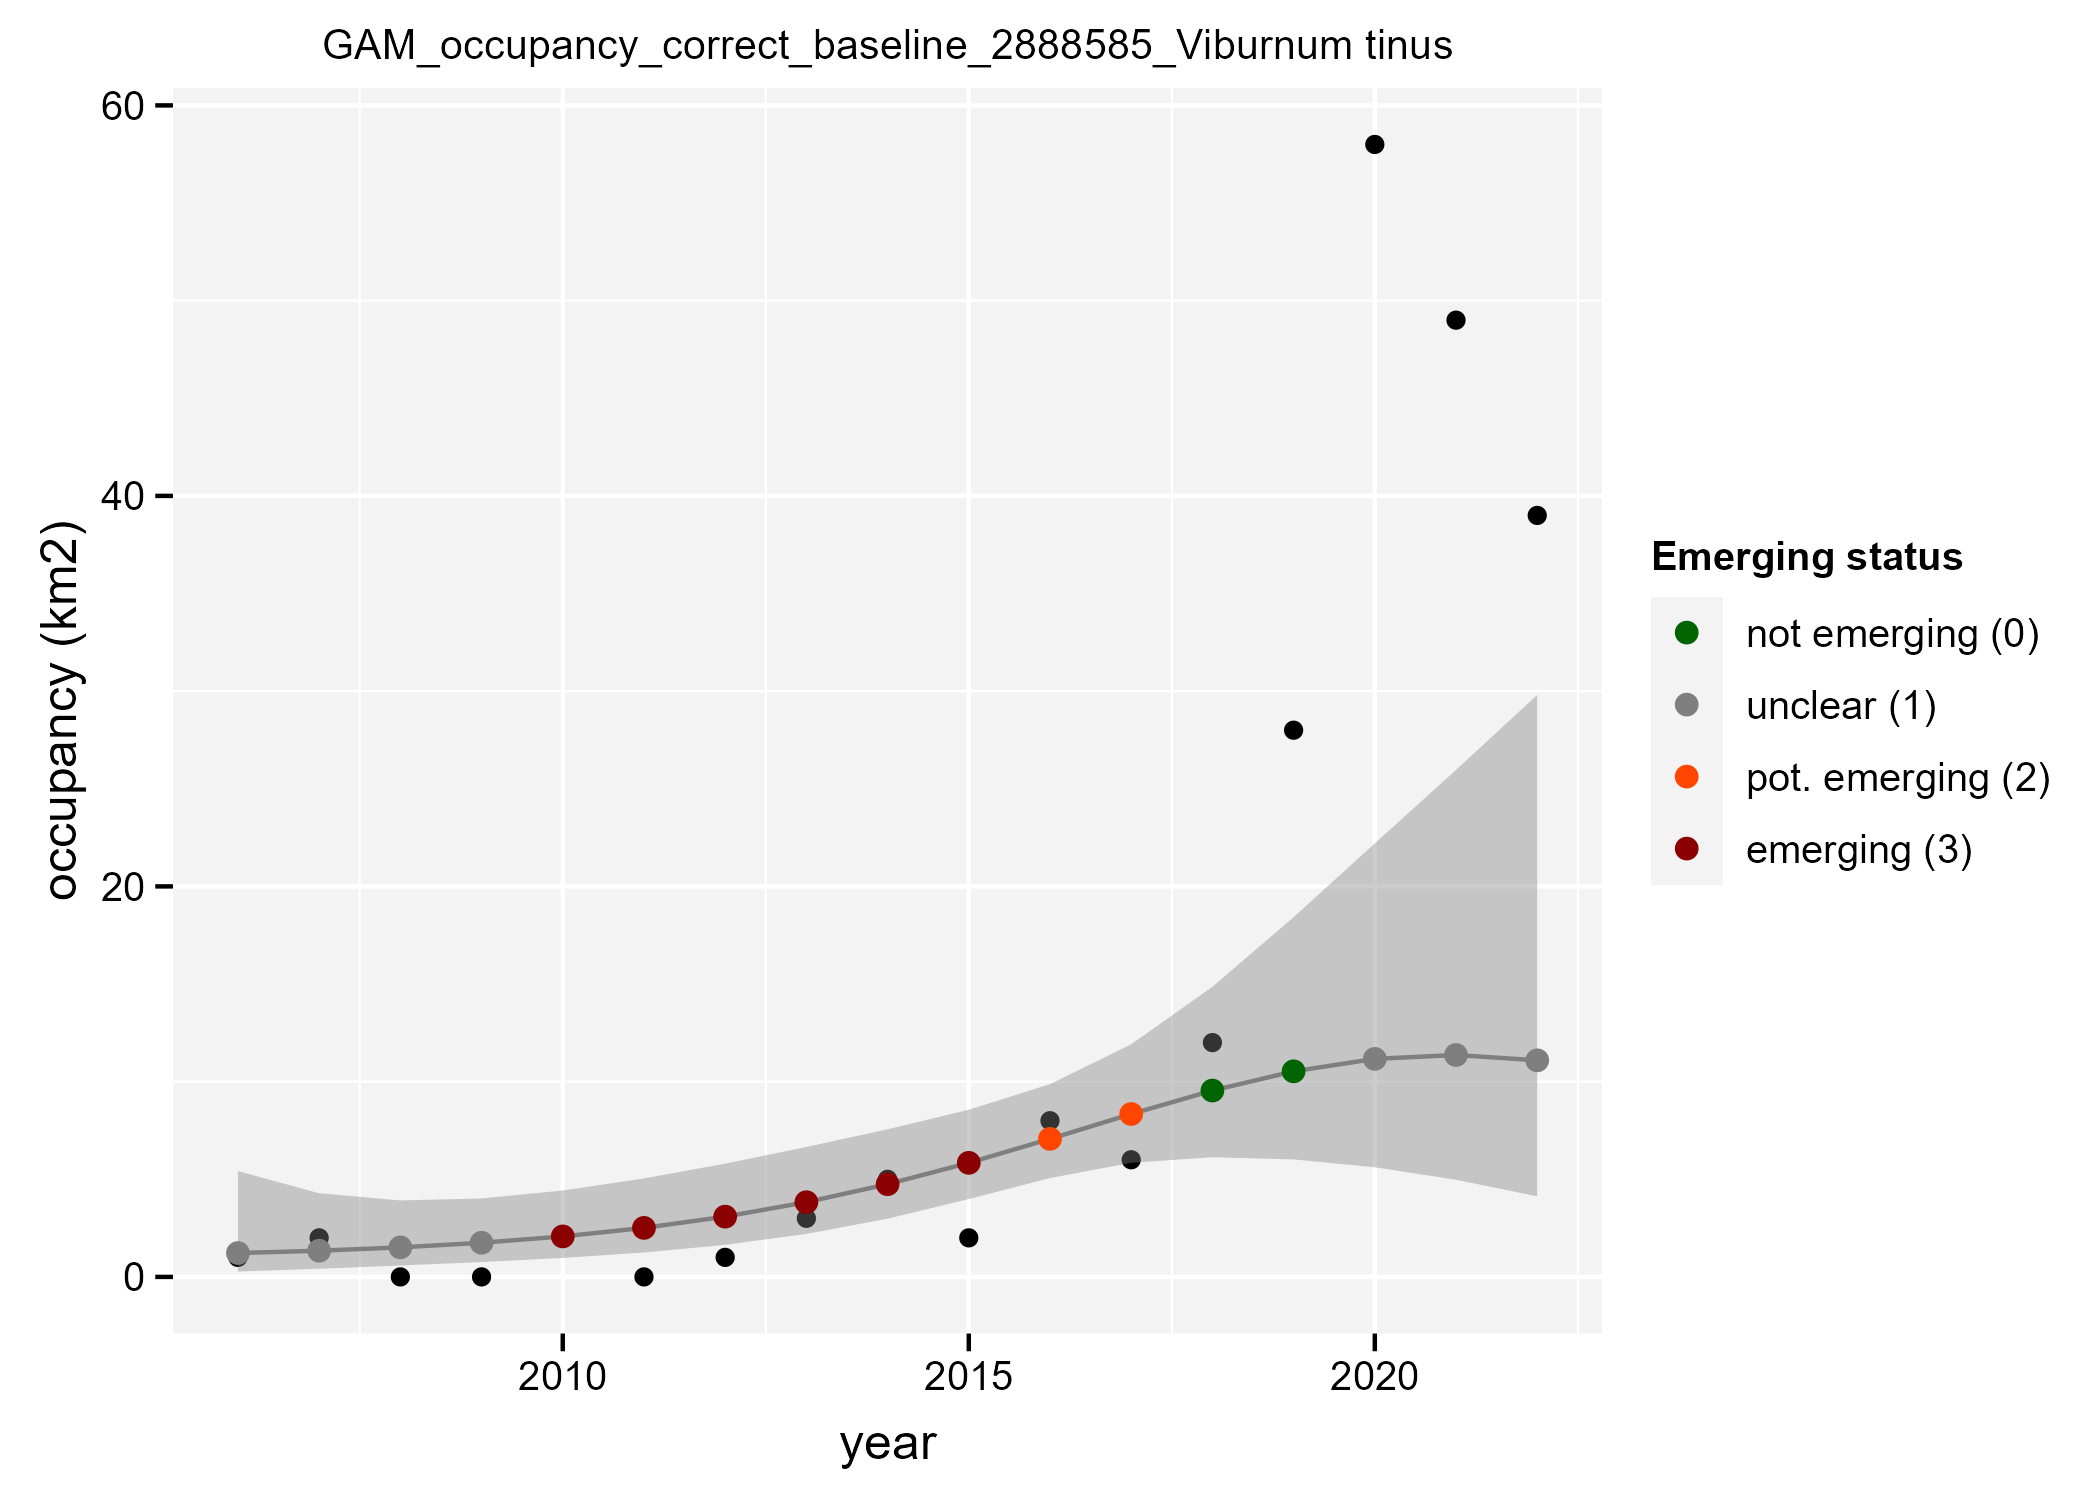 GAM_occupancy_correct_baseline_2888585_Viburnum tinus
60
40
20
0
occupancy (km2)
2010
2015
2020
year
Emerging status
not emerging (0)
unclear (1)
pot. emerging (2)
emerging (3)